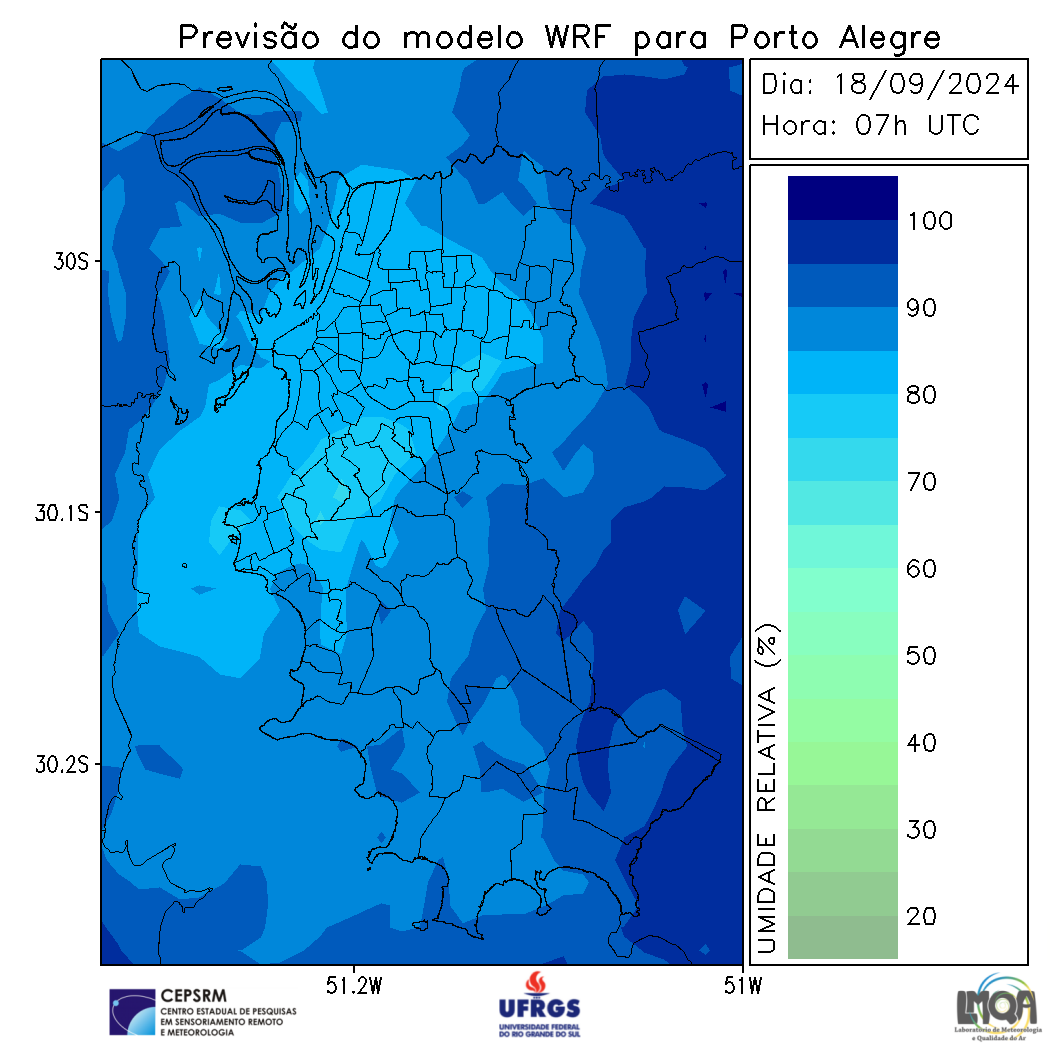 Previsão do modelo WRF para Porto Alegre
Dia: 18/09/2024
Hora: 07h UTC
100
90
80
70
60
50
40
30
20
UMIDADE RELATIVA (%)
30S
30.1S
30.2S
51.2W
51W
CEPSRM
CENTRO ESTADUAL DE PESQUISAS
EM SENSORIAMENTO REMOTO
E METEOROLOGIA
UFRGS
UNIVERSIDADE FEDERAL
DO RIO GRANDE DO SUL
LMQA
Laboratório de Meteorologia
e Qualidade do Ar